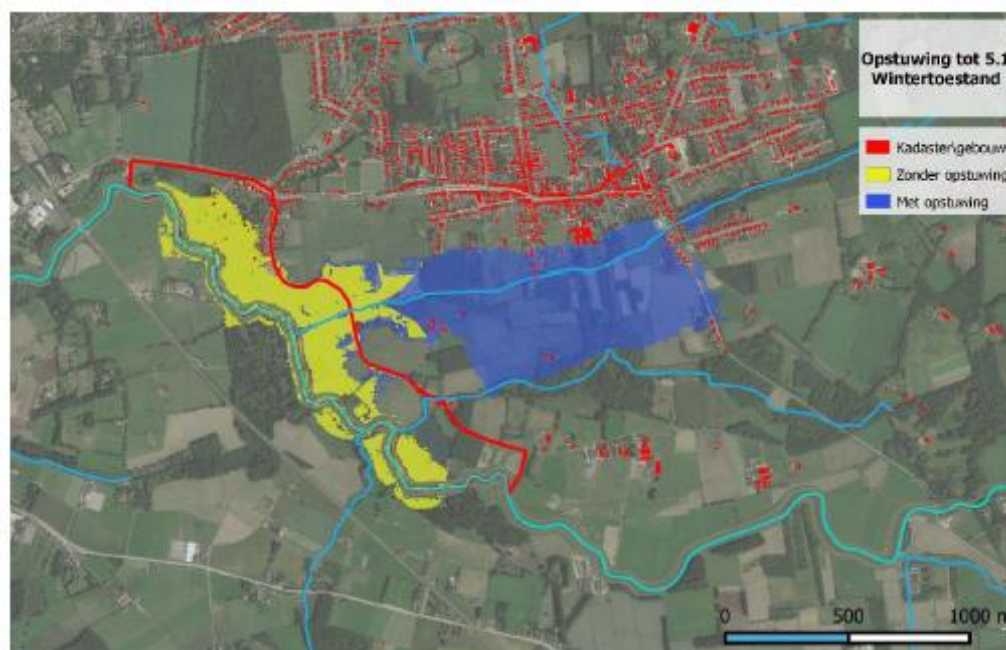 Opstuwing tot 5.1
Wintertoestand
Kadaster\gebouw
Zonder opstuwing
Met opstuwing
0 500 1000 m